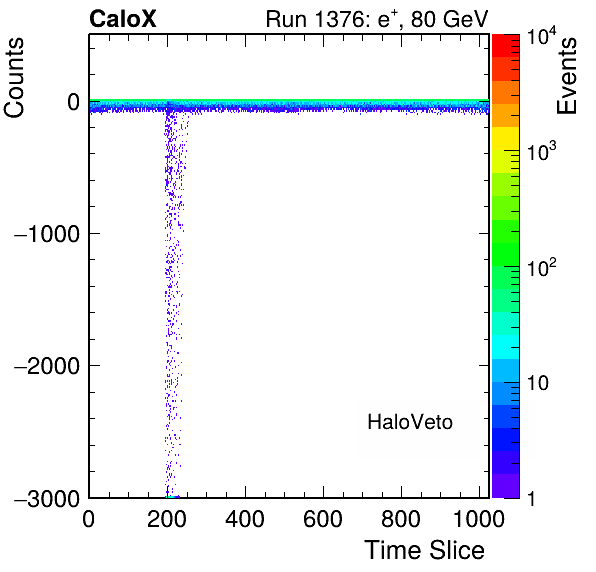 CaloX Run 1376: e⁺, 80 GeV
Counts
0
−1000
−2000
−3000
0 200 400 600 800 1000
Time Slice
HaloVeto
Events
10⁴
10³
10²
10
1